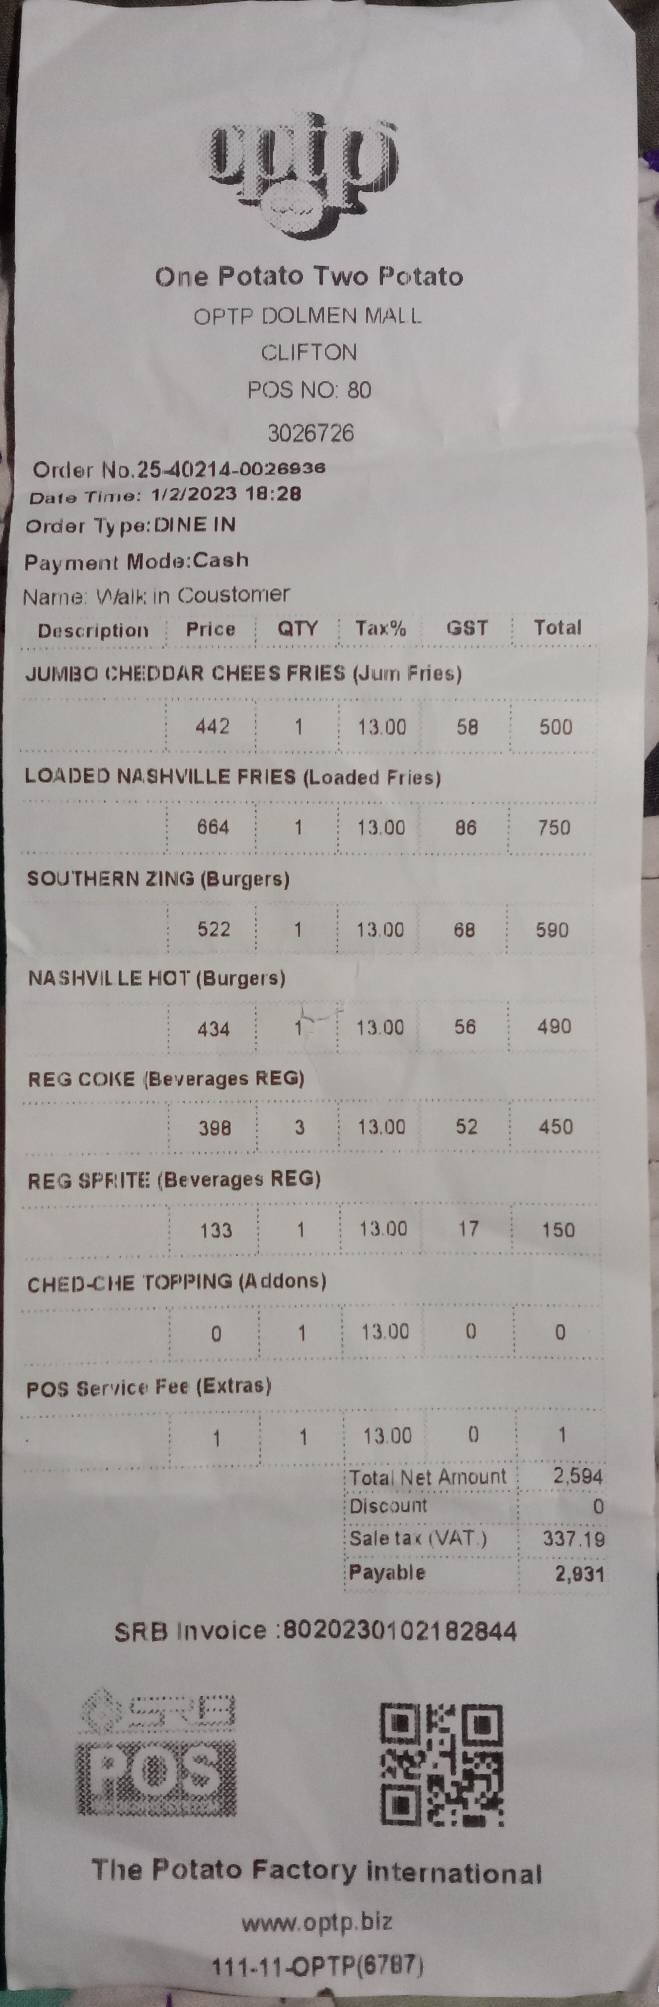 optp
One Potato Two Potato
OPTP DOLMEN MALL
CLIFTON
POS NO: 80
3026726
Order No.25-40214-0026936
Date Time: 1/2/2023 18:28
Order Type:DINE IN
Payment Mode:Cash
Name: Walk in Coustomer
Description Price QTY Tax% GST Total
JUMBO CHEDDAR CHEES FRIES (Jum Fries)
442 1 13.00 58 500
LOADED NASHVILLE FRIES (Loaded Fries)
664 1 13.00 86 750
SOUTHERN ZING (Burgers)
522 1 13.00 68 590
NASHVILLE HOT (Burgers)
434 1 13.00 56 490
REG COKE (Beverages REG)
398 3 13.00 52 450
REG SPRITE (Beverages REG)
133 1 13.00 17 150
CHED-CHE TOPPING (Addons)
0 1 13.00 0 0
POS Service Fee (Extras)
1 1 13.00 0 1
Total Net Amount 2,594
Discount 0
Sale tax (VAT.) 337.19
Payable 2,931
SRB Invoice :8020230102182844
SRB
POS
The Potato Factory international
www.optp.biz
111-11-OPTP(6787)